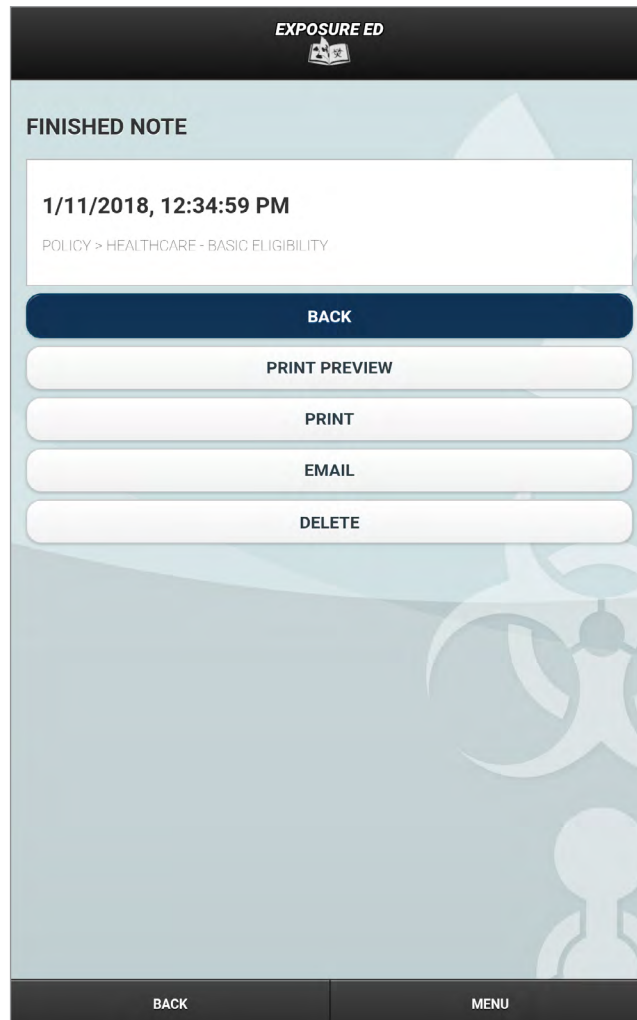 EXPOSURE ED
FINISHED NOTE
1/11/2018, 12:34:59 PM
POLICY > HEALTHCARE - BASIC ELIGIBILITY
BACK
PRINT PREVIEW
PRINT
EMAIL
DELETE
BACK MENU